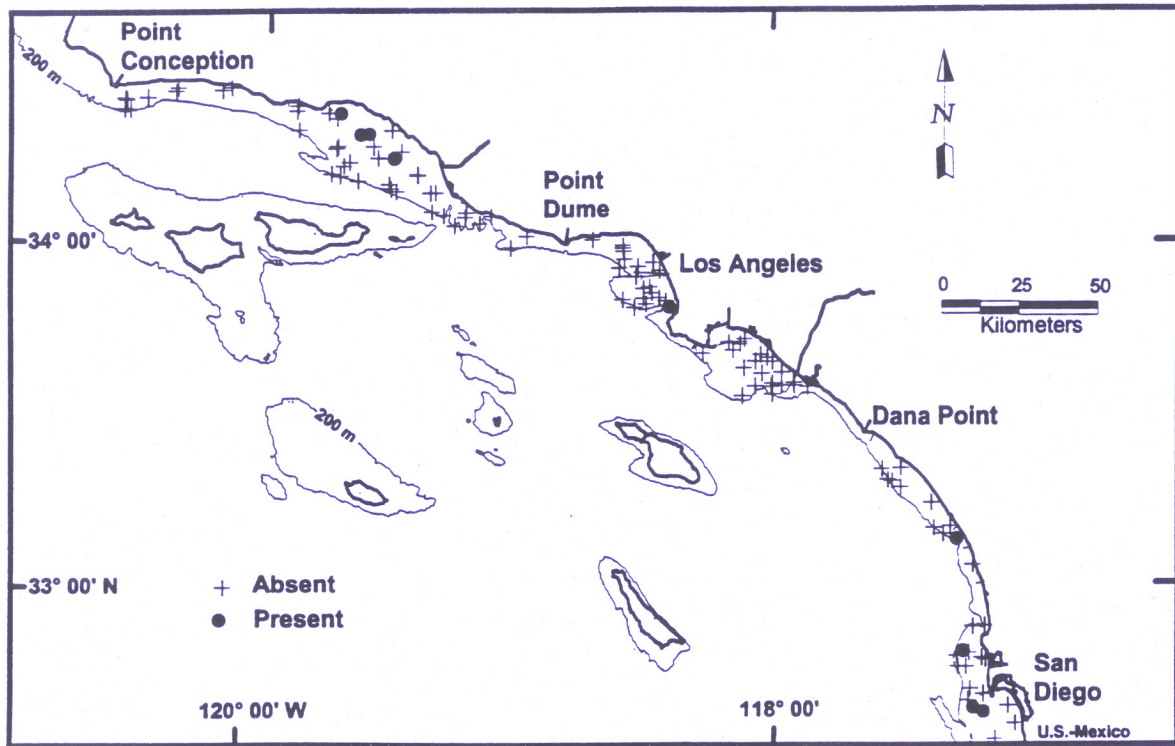 Point
Conception
200 m
N
Point
Dume
34° 00'
Los Angeles
0 25 50
Kilometers
Dana Point
200 m
33° 00' N
+ Absent
● Present
San
Diego
120° 00' W
118° 00'
U.S.-Mexico